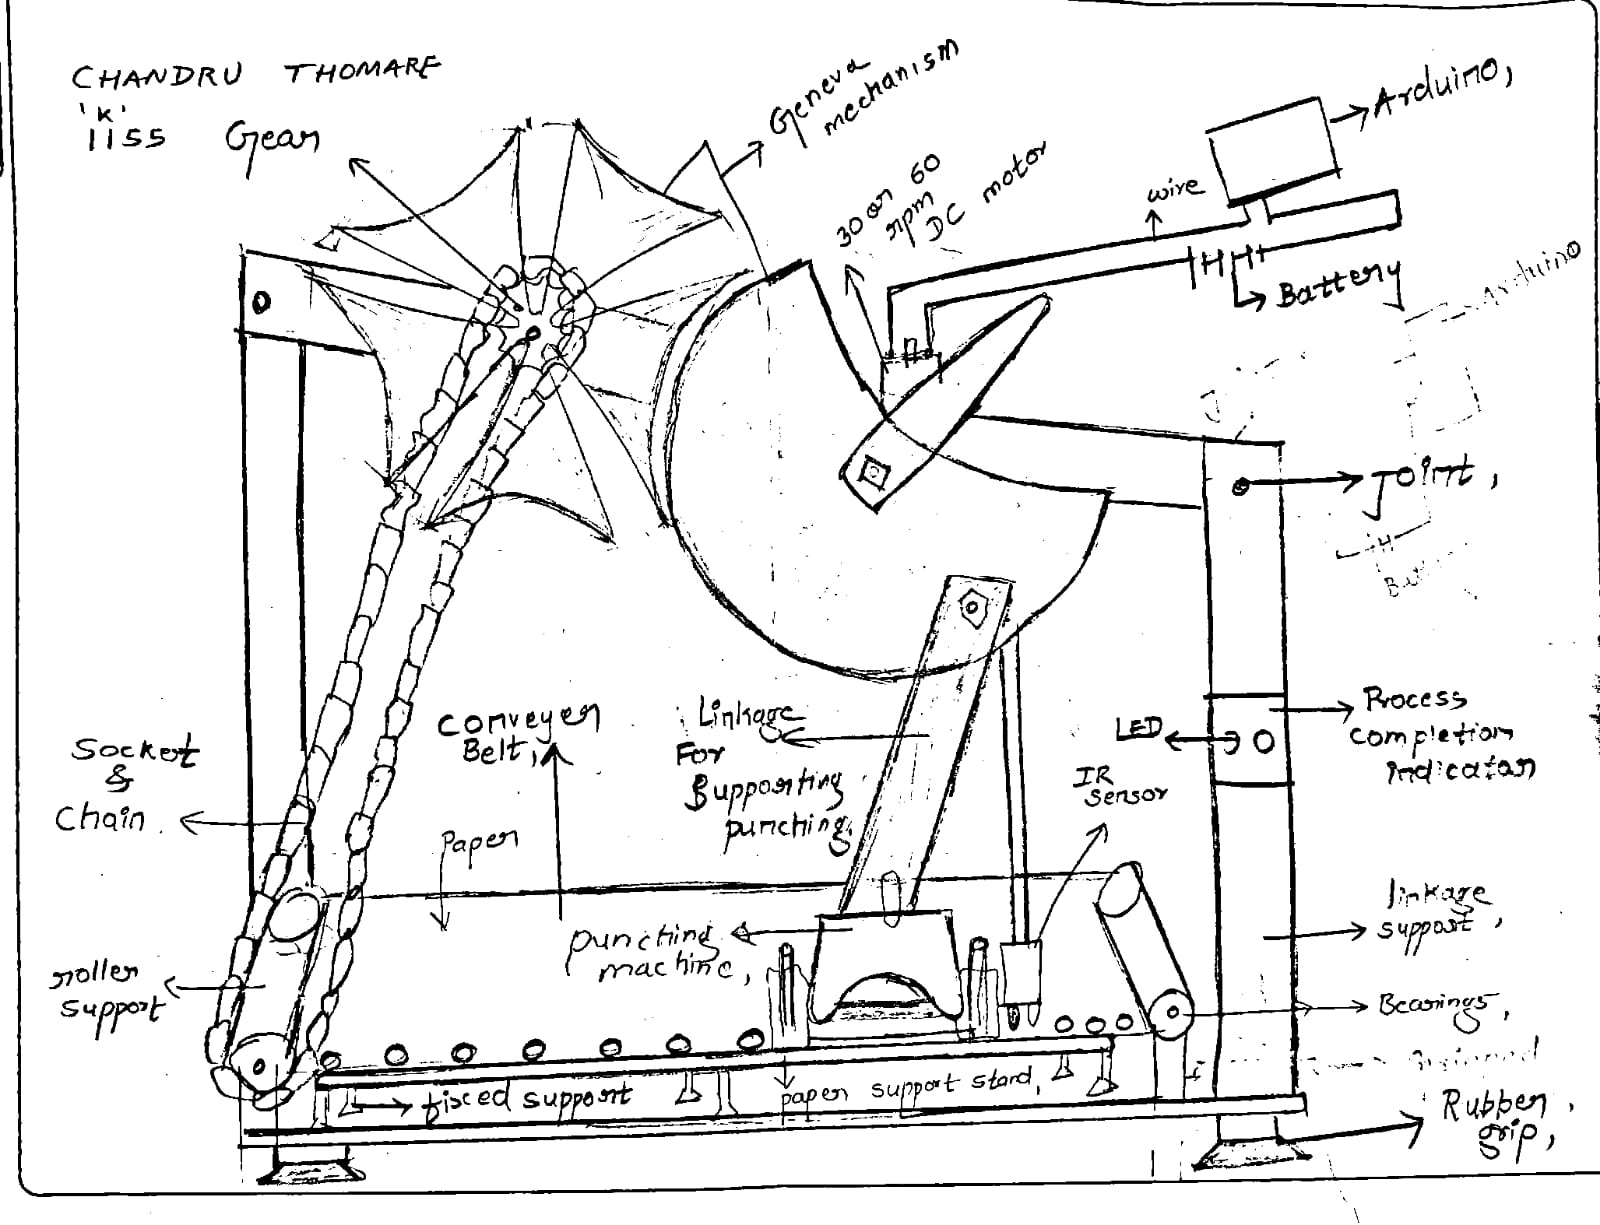 CHANDRU THOMARE
'K'
1155
Gear
Geneva
mechanism
30 or 60
rpm
DC motor
wire
Arduino,
Battery
Arduino
Joint,
Process
completion
indicator
LED
IR
sensor
Linkage
For
Supporting
punching,
conveyer
Belt,
Socket
&
Chain
Paper
punching
machine,
linkage
support,
roller
support
Bearings,
fixed support
paper support stand,
Rubber
grip,